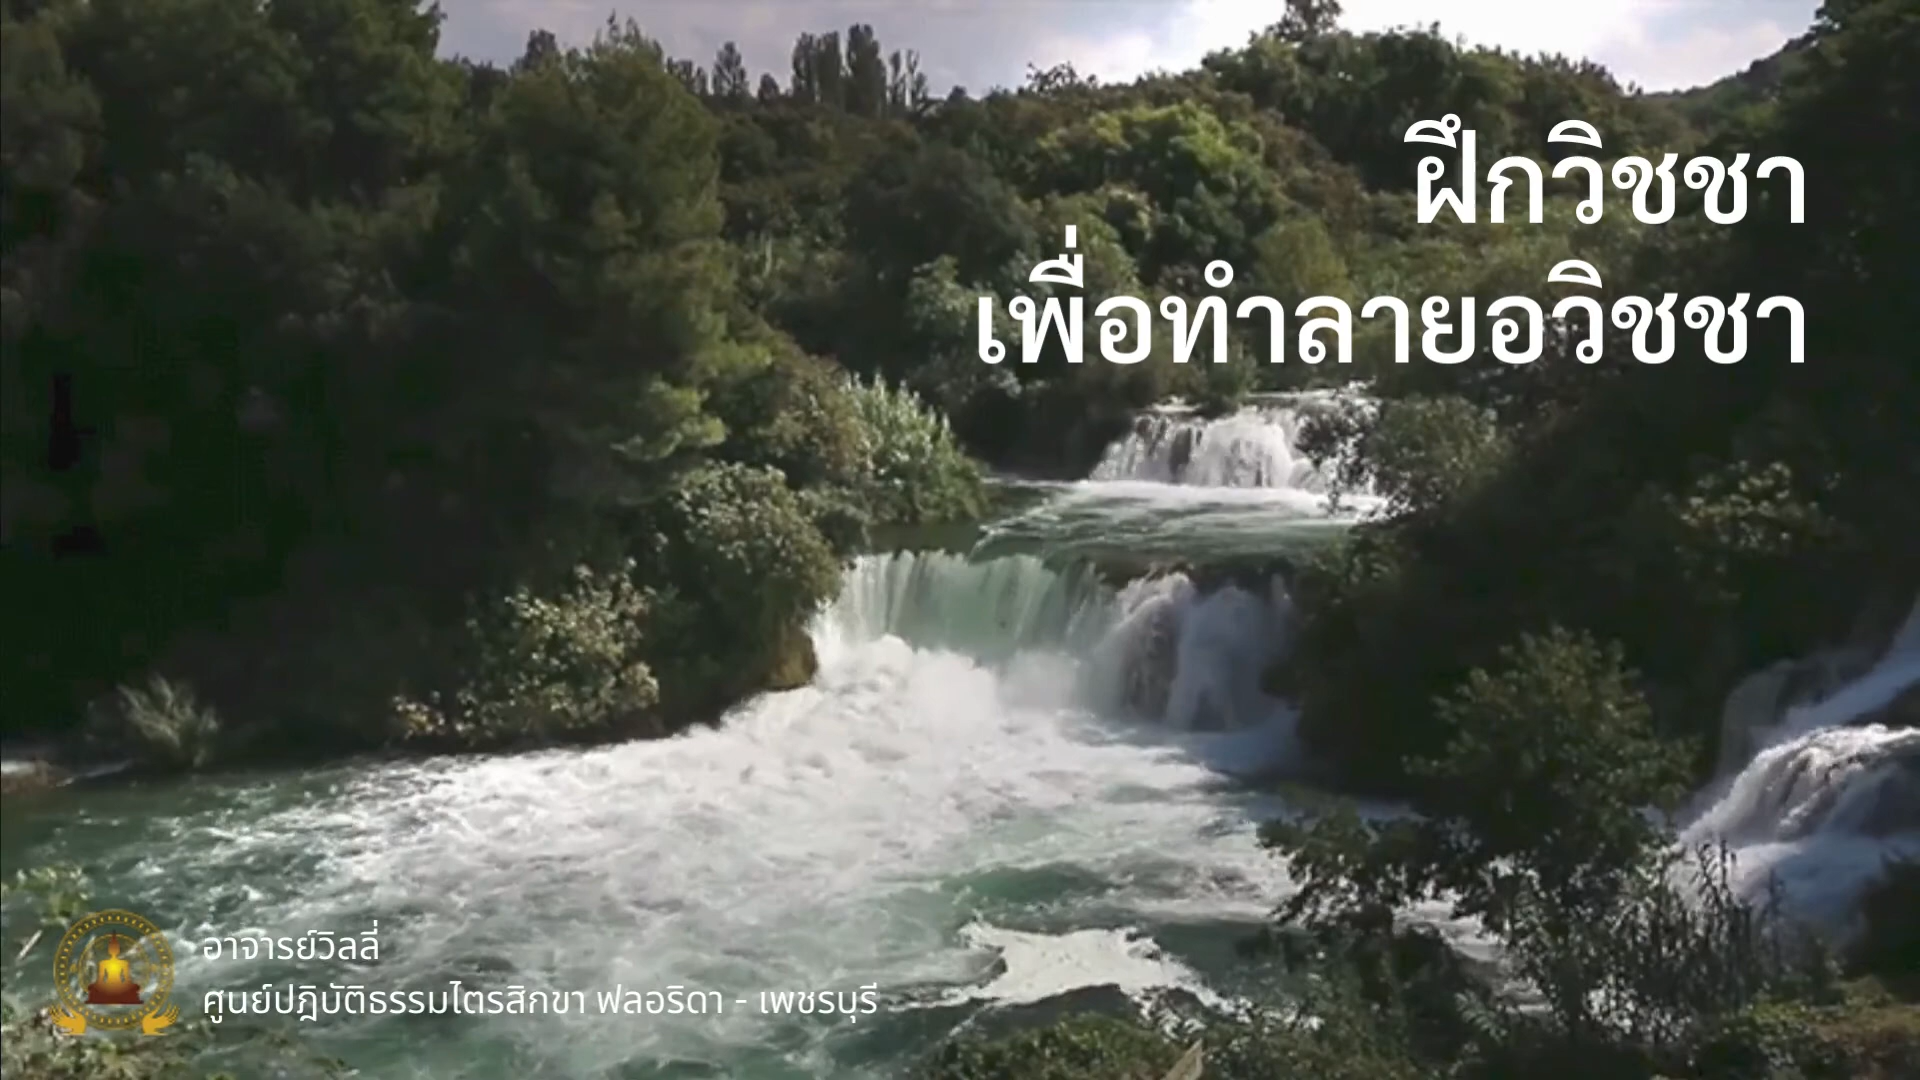 ฝึกวิชชา
เพื่อทำลายอวิชชา
อาจารย์วิลลี่
ศูนย์ปฎิบัติธรรมไตรสิกขา ฟลอริดา - เพชรบุรี